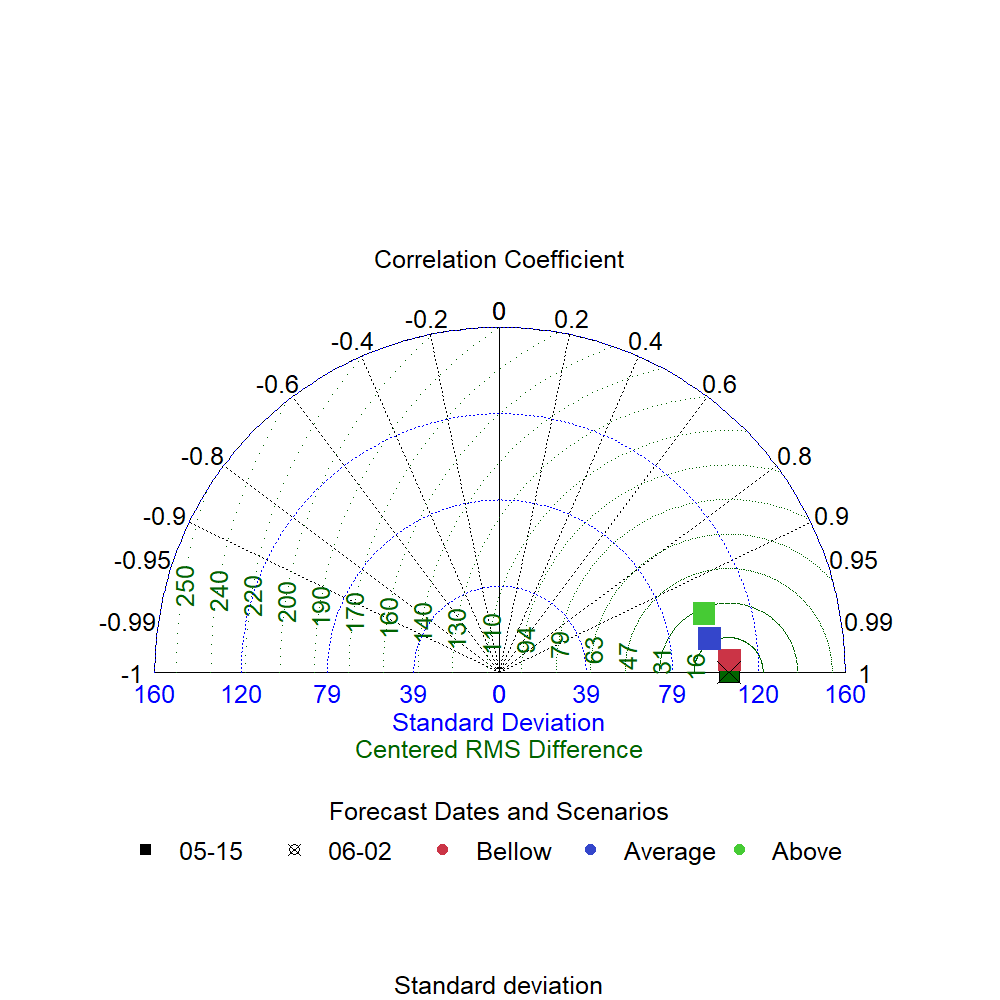 Correlation Coefficient
0
-0.2 0.2
-0.4 0.4
-0.6 0.6
-0.8 0.8
-0.9 0.9
-0.95 0.95
-0.99 0.99
250 240 220 200 190 170 160 140 130 110 94 79 63 47 31 16
-1 1
160 120 79 39 0 39 79 120 160
Standard Deviation
Centered RMS Difference
Forecast Dates and Scenarios
05-15 06-02 Bellow Average Above
Standard deviation